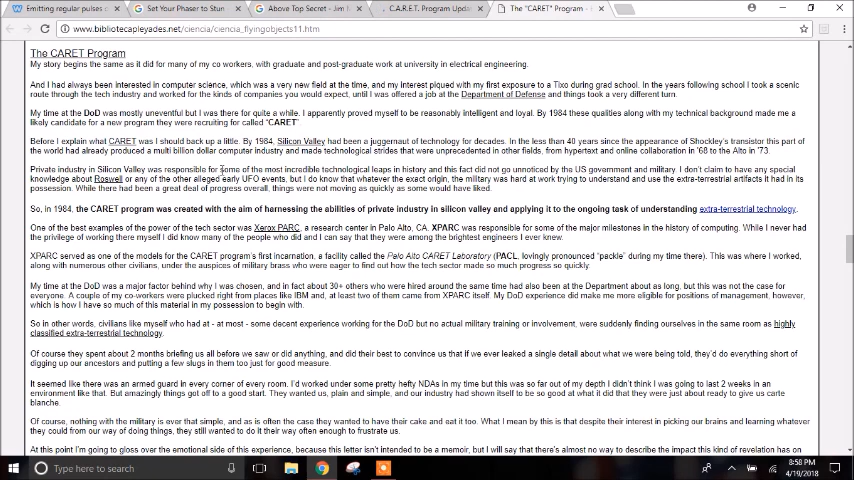 Emitting regular pulses c
Set Your Phaser to Stun
Above Top Secret - Jim M
C.A.R.E.T. Program Upda
The "CARET" Program - E
www.bibliotecapleyades.net/ciencia/ciencia_flyingobjects11.htm
The CARET Program
My story begins the same as it did for many of my co workers, with graduate and post-graduate work at university in electrical engineering.
And I had always been interested in computer science, which was a very new field at the time, and my interest piqued with my first exposure to a Tixo during grad school. In the years following school I took a scenic
route through the tech industry and worked for the kinds of companies you would expect, until I was offered a job at the Department of Defense and things took a very different turn.
My time at the DoD was mostly uneventful but I was there for quite a while. I apparently proved myself to be reasonably intelligent and loyal. By 1984 these qualities along with my technical background made me a
likely candidate for a new program they were recruiting for called "CARET".
Before I explain what CARET was I should back up a little. By 1984, Silicon Valley had been a juggernaut of technology for decades. In the less than 40 years since the appearance of Shockley's transistor this part of
the world had already produced a multi billion dollar computer industry and made technological strides that were unprecedented in other fields, from hypertext and online collaboration in '68 to the Alto in '73.
Private industry in Silicon Valley was responsible for some of the most incredible technological leaps in history and this fact did not go unnoticed by the US government and military. I don't claim to have any special
knowledge about Roswell or any of the other alleged early UFO events, but I do know that whatever the exact origin, the military was hard at work trying to understand and use the extra-terrestrial artifacts it had in its
possession. While there had been a great deal of progress overall, things were not moving as quickly as some would have liked.
So, in 1984, the CARET program was created with the aim of harnessing the abilities of private industry in silicon valley and applying it to the ongoing task of understanding extra-terrestrial technology.
One of the best examples of the power of the tech sector was Xerox PARC, a research center in Palo Alto, CA. XPARC was responsible for some of the major milestones in the history of computing. While I never had
the privilege of working there myself I did know many of the people who did and I can say that they were among the brightest engineers I ever knew.
XPARC served as one of the models for the CARET program's first incarnation, a facility called the Palo Alto CARET Laboratory (PACL, lovingly pronounced "packle" during my time there). This was where I worked,
along with numerous other civilians, under the auspices of military brass who were eager to find out how the tech sector made so much progress so quickly.
My time at the DoD was a major factor behind why I was chosen, and in fact about 30+ others who were hired around the same time had also been at the Department about as long, but this was not the case for
everyone. A couple of my co-workers were plucked right from places like IBM and, at least two of them came from XPARC itself. My DoD experience did make me more eligible for positions of management, however,
which is how I have so much of this material in my possession to begin with.
So in other words, civilians like myself who had at - at most - some decent experience working for the DoD but no actual military training or involvement, were suddenly finding ourselves in the same room as highly
classified extra-terrestrial technology.
Of course they spent about 2 months briefing us all before we saw or did anything, and did their best to convince us that if we ever leaked a single detail about what we were being told, they'd do everything short of
digging up our ancestors and putting a few slugs in them too just for good measure.
It seemed like there was an armed guard in every corner of every room. I'd worked under some pretty hefty NDAs in my time but this was so far out of my depth I didn't think I was going to last 2 weeks in an
environment like that. But amazingly things got off to a good start. They wanted us, plain and simple, and our industry had shown itself to be so good at what it did that they were just about ready to give us carte
blanche.
Of course, nothing with the military is ever that simple, and as is often the case they wanted to have their cake and eat it too. What I mean by this is that despite their interest in picking our brains and learning whatever
they could from our way of doing things, they still wanted to do it their way often enough to frustrate us.
At this point I'm going to gloss over the emotional side of this experience, because this letter isn't intended to be a memoir, but I will say that there's almost no way to describe the impact this kind of revelation has on
Type here to search
8:58 PM
4/19/2018